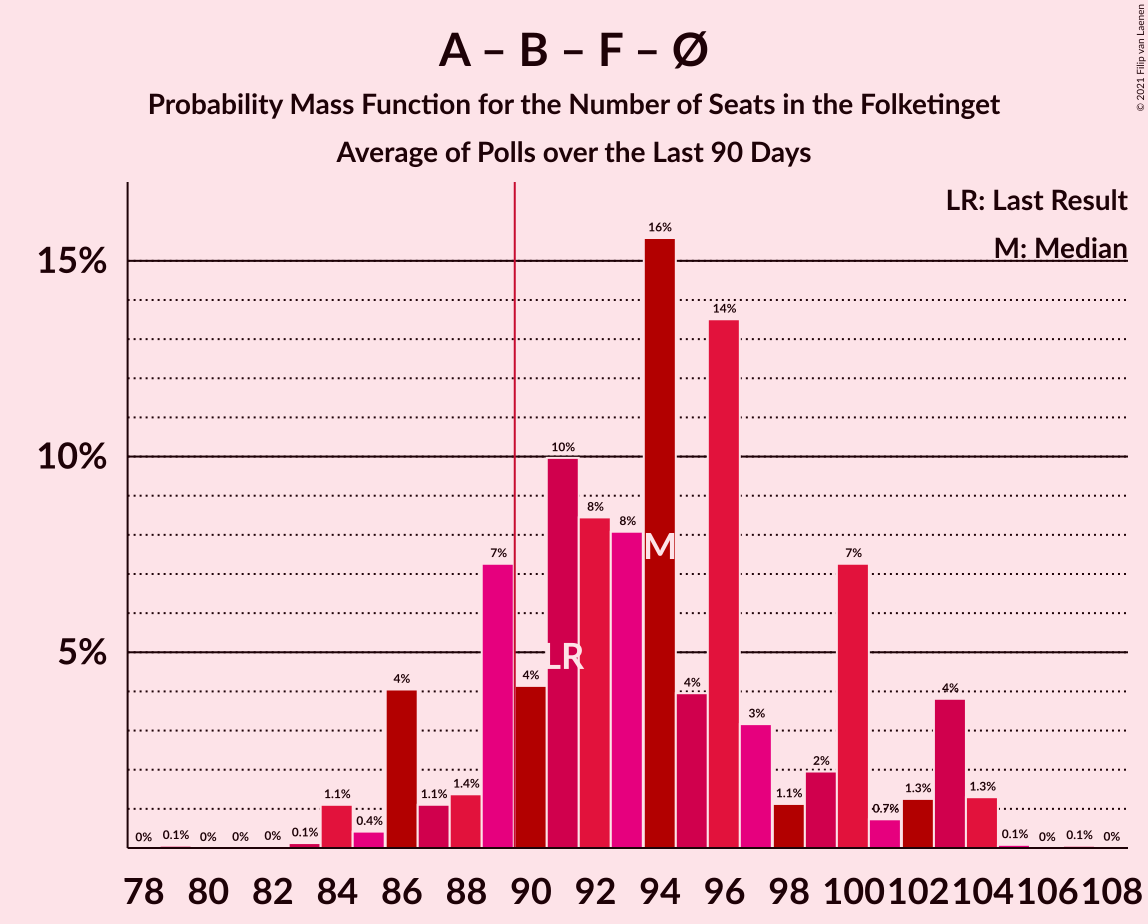 A – B – F – Ø
Probability Mass Function for the Number of Seats in the Folketinget
Average of Polls over the Last 90 Days
© 2021 Filip van Laenen
LR: Last Result
M: Median
15%
10%
5%
0% 0.1% 0% 0% 0% 0.1% 1.1% 0.4% 4% 1.1% 1.4% 7% 4% 10% 8% 8% 16% 4% 14% 3% 1.1% 2% 7% 0.7% 1.3% 4% 1.3% 0.1% 0% 0.1% 0%
M
LR
78 80 82 84 86 88 90 92 94 96 98 100 102 104 106 108